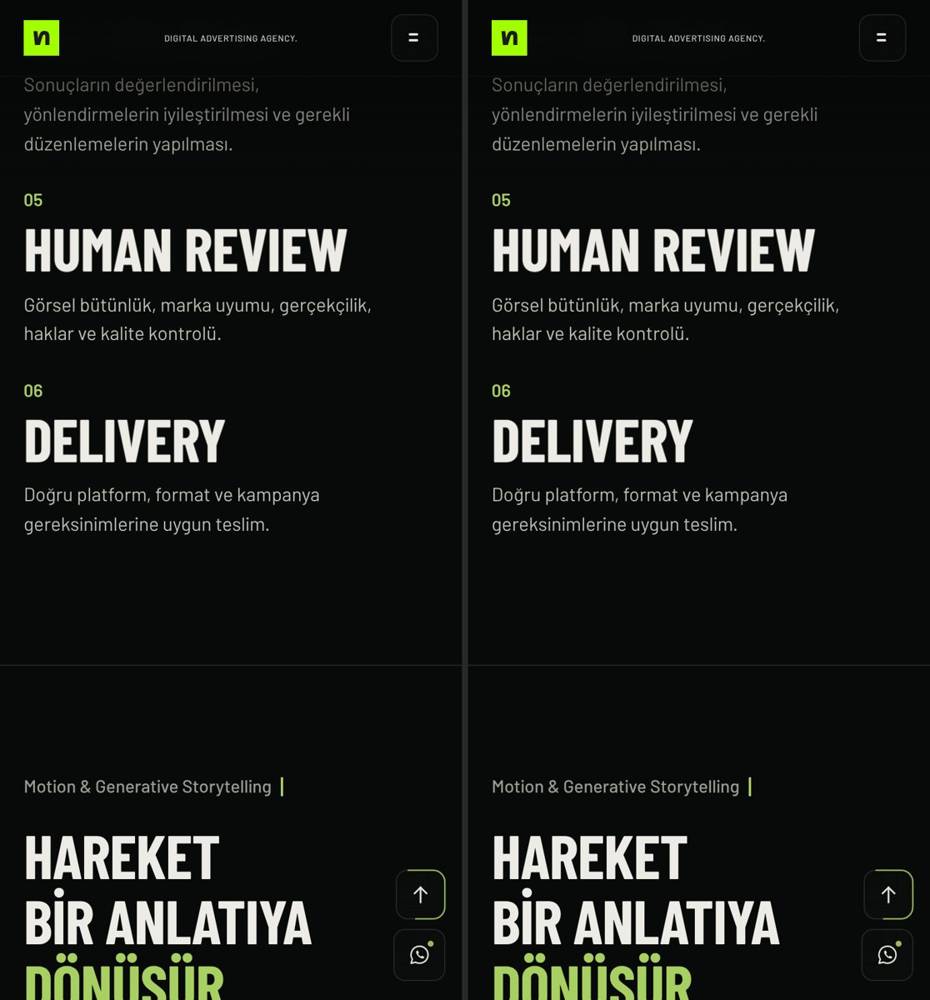 n
DIGITAL ADVERTISING AGENCY.
Sonuçların değerlendirilmesi,
yönlendirmelerin iyileştirilmesi ve gerekli
düzenlemelerin yapılması.
05
HUMAN REVIEW
Görsel bütünlük, marka uyumu, gerçekçilik,
haklar ve kalite kontrolü.
06
DELIVERY
Doğru platform, format ve kampanya
gereksinimlerine uygun teslim.
Motion & Generative Storytelling
HAREKET
BİR ANLATIYA
DÖNÜŞÜR
n
DIGITAL ADVERTISING AGENCY.
Sonuçların değerlendirilmesi,
yönlendirmelerin iyileştirilmesi ve gerekli
düzenlemelerin yapılması.
05
HUMAN REVIEW
Görsel bütünlük, marka uyumu, gerçekçilik,
haklar ve kalite kontrolü.
06
DELIVERY
Doğru platform, format ve kampanya
gereksinimlerine uygun teslim.
Motion & Generative Storytelling
HAREKET
BİR ANLATIYA
DÖNÜŞÜR